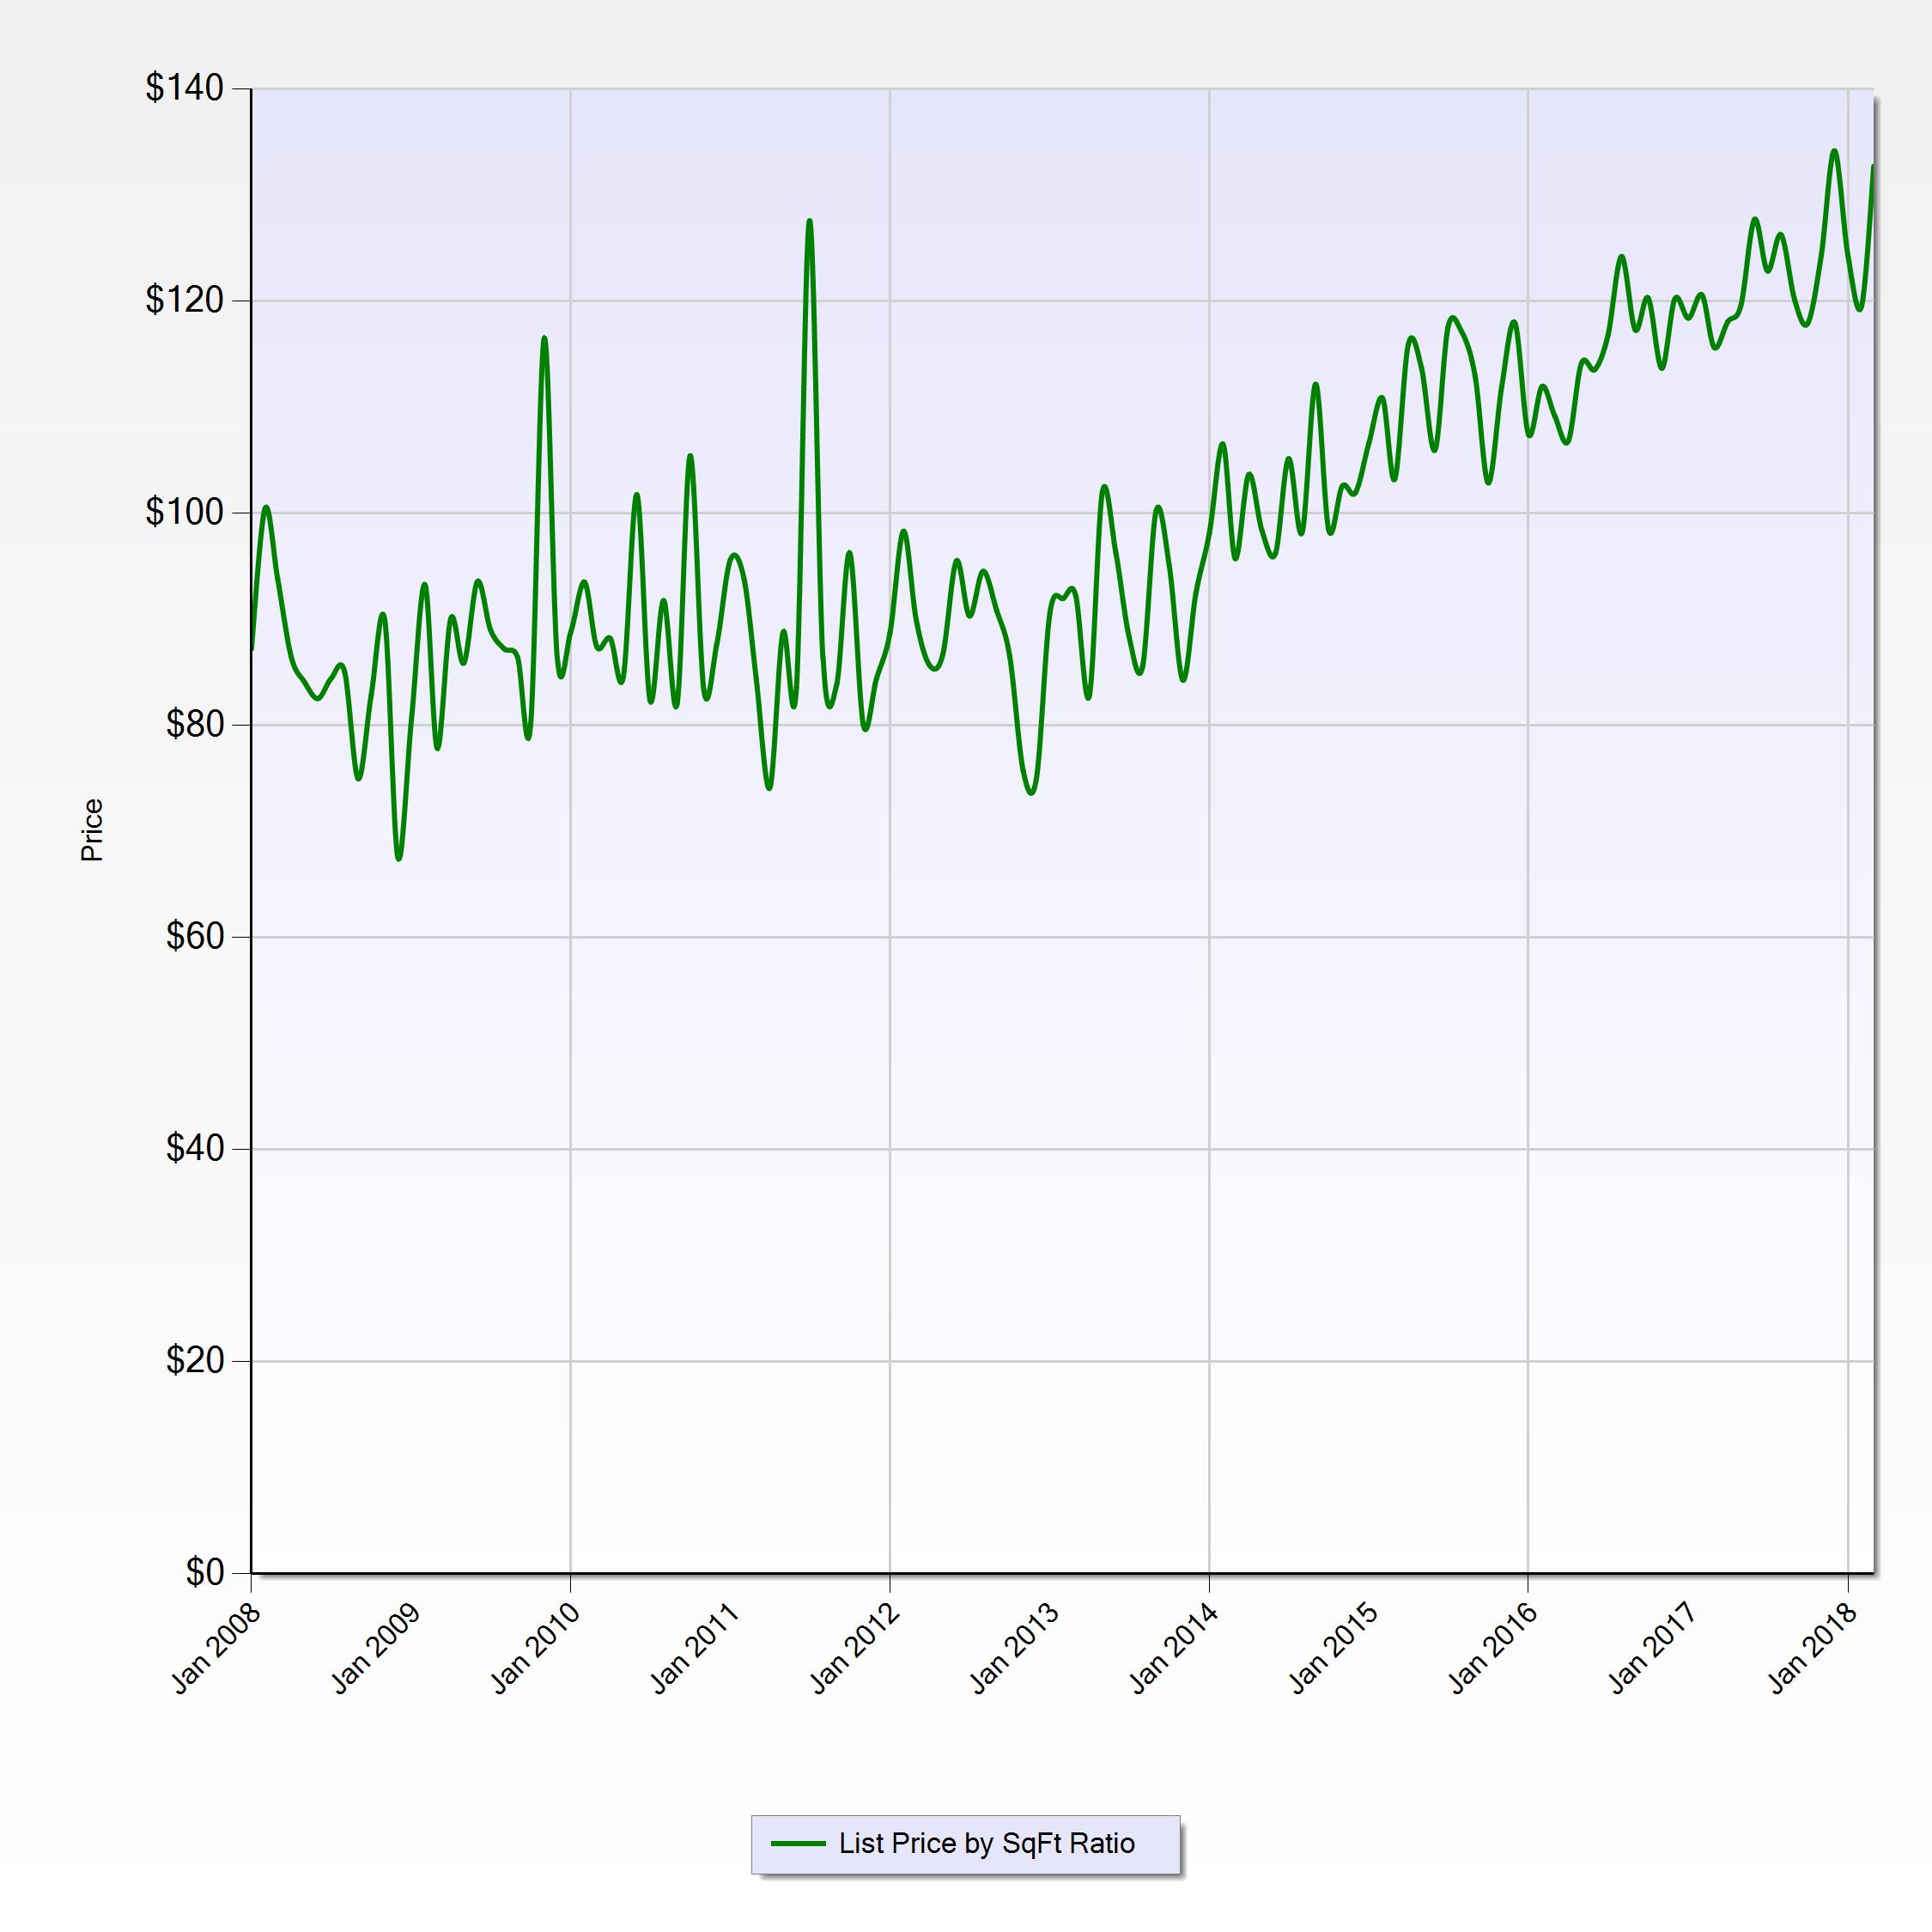 $140
$120
$100
$80
$60
$40
$20
$0
Price
Jan 2008
Jan 2009
Jan 2010
Jan 2011
Jan 2012
Jan 2013
Jan 2014
Jan 2015
Jan 2016
Jan 2017
Jan 2018
List Price by SqFt Ratio